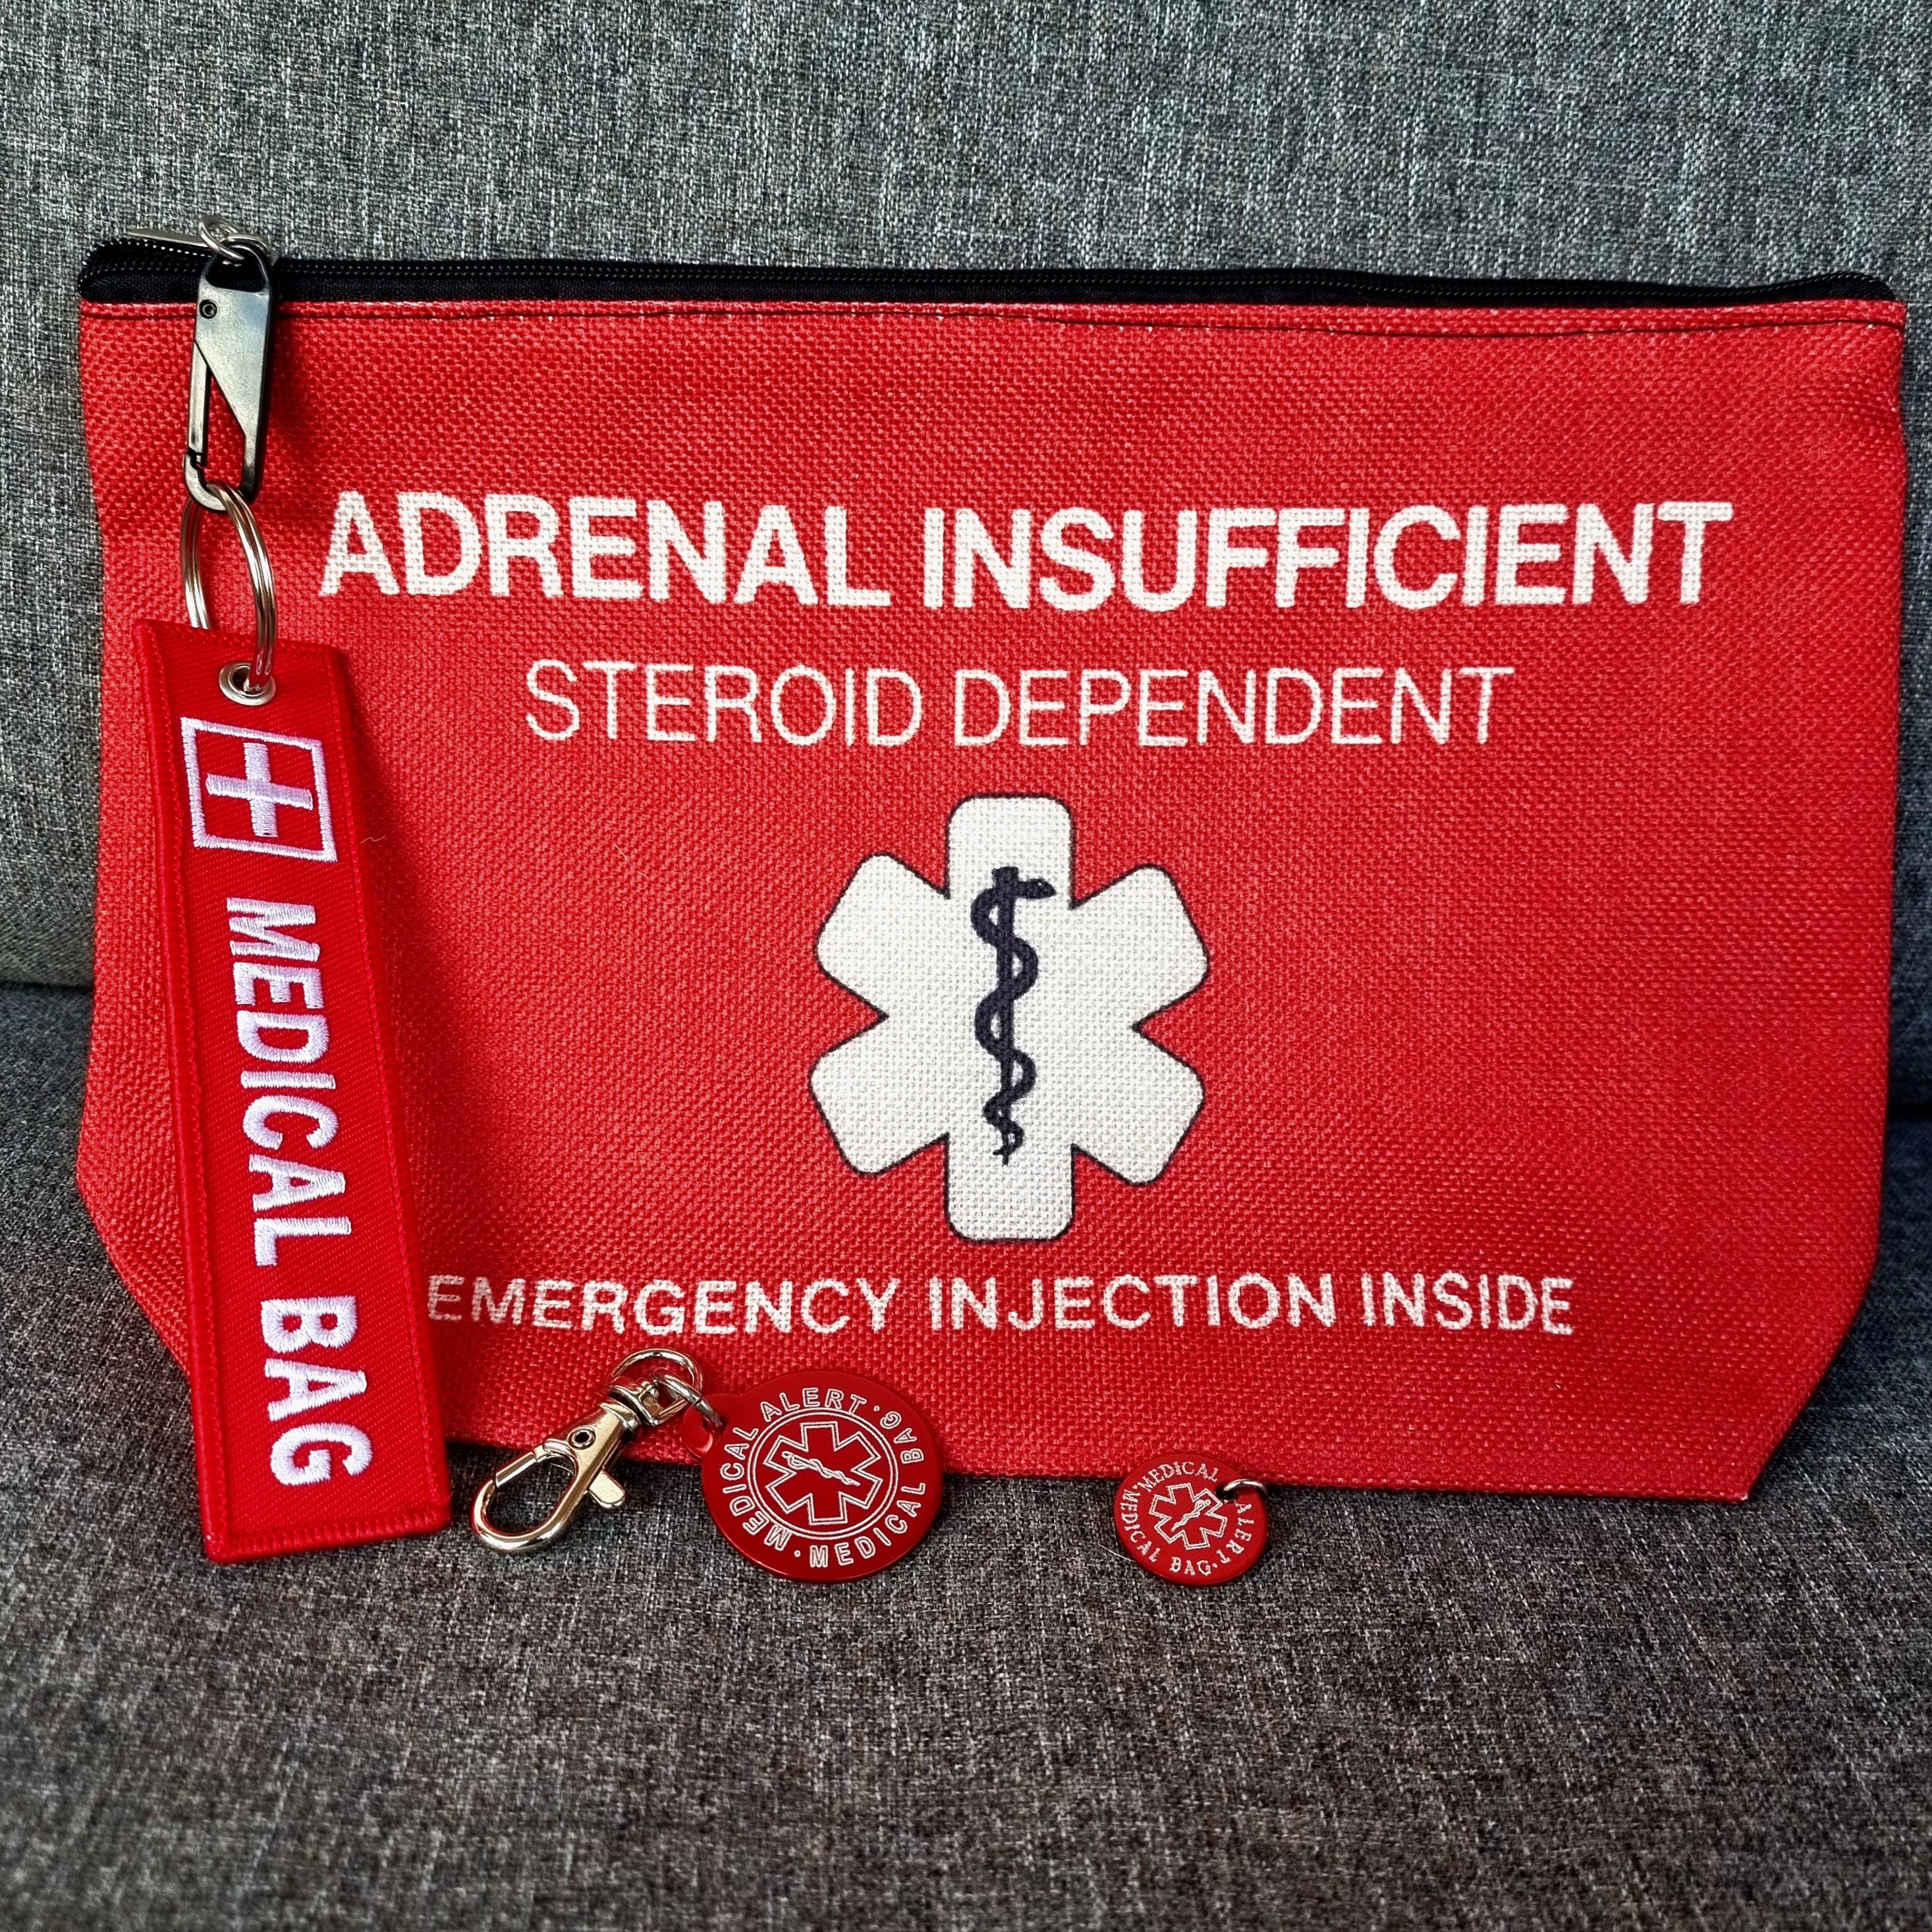 ADRENAL INSUFFICIENT
STEROID DEPENDENT
EMERGENCY INJECTION INSIDE
MEDICAL BAG
MEDICAL ALERT · MEDICAL BAG ·
MEDICAL ALERT · MEDICAL BAG ·